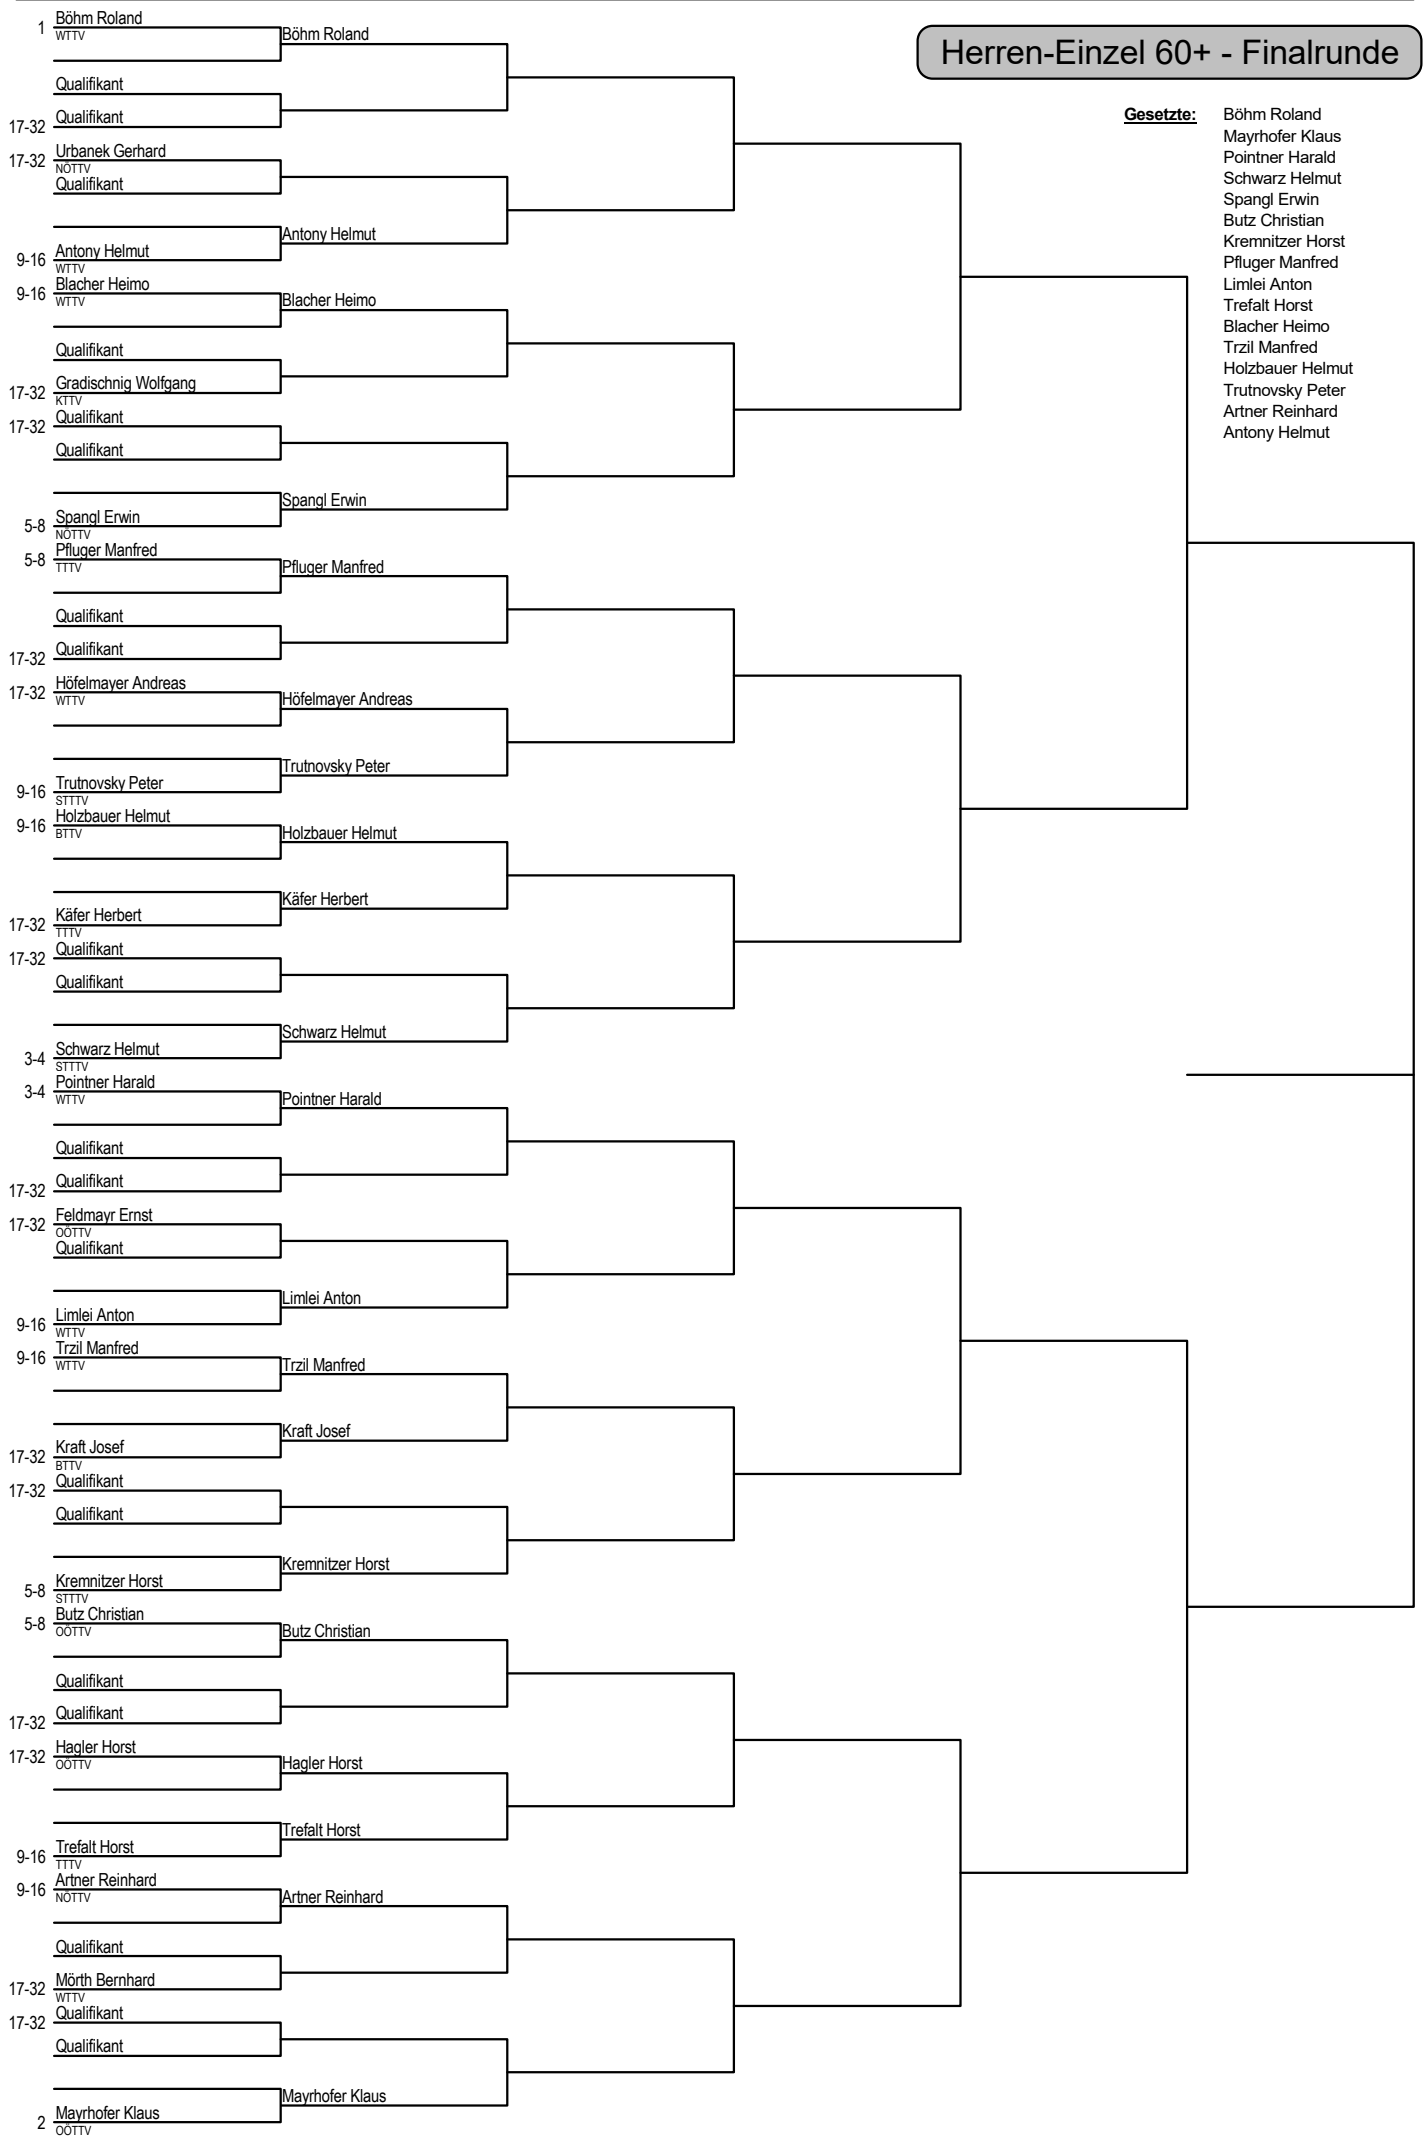 Herren-Einzel 60+ - Finalrunde
Gesetzte: Böhm Roland
Mayrhofer Klaus
Pointner Harald
Schwarz Helmut
Spangl Erwin
Butz Christian
Kremnitzer Horst
Pfluger Manfred
Limlei Anton
Trefalt Horst
Blacher Heimo
Trzil Manfred
Holzbauer Helmut
Trutnovsky Peter
Artner Reinhard
Antony Helmut
1 Böhm Roland
WTTV
Böhm Roland
Qualifikant
17-32 Qualifikant
17-32 Urbanek Gerhard
NÖTTV
Qualifikant
Antony Helmut
9-16 Antony Helmut
WTTV
9-16 Blacher Heimo
WTTV
Blacher Heimo
Qualifikant
17-32 Gradischnig Wolfgang
KTTV
17-32 Qualifikant
Qualifikant
Spangl Erwin
5-8 Spangl Erwin
NÖTTV
5-8 Pfluger Manfred
TTTV
Pfluger Manfred
Qualifikant
17-32 Qualifikant
17-32 Höfelmayer Andreas
WTTV
Höfelmayer Andreas
Trutnovsky Peter
9-16 Trutnovsky Peter
STTTV
9-16 Holzbauer Helmut
BTTV
Holzbauer Helmut
Käfer Herbert
17-32 Käfer Herbert
TTTV
17-32 Qualifikant
Qualifikant
Schwarz Helmut
3-4 Schwarz Helmut
STTTV
3-4 Pointner Harald
WTTV
Pointner Harald
Qualifikant
17-32 Qualifikant
17-32 Feldmayr Ernst
OÖTTV
Qualifikant
Limlei Anton
9-16 Limlei Anton
WTTV
9-16 Trzil Manfred
WTTV
Trzil Manfred
Kraft Josef
17-32 Kraft Josef
BTTV
17-32 Qualifikant
Qualifikant
Kremnitzer Horst
5-8 Kremnitzer Horst
STTTV
5-8 Butz Christian
OÖTTV
Butz Christian
Qualifikant
17-32 Qualifikant
17-32 Hagler Horst
OÖTTV
Hagler Horst
Trefalt Horst
9-16 Trefalt Horst
TTTV
9-16 Artner Reinhard
NÖTTV
Artner Reinhard
Qualifikant
17-32 Mörth Bernhard
WTTV
17-32 Qualifikant
Qualifikant
Mayrhofer Klaus
2 Mayrhofer Klaus
OÖTTV